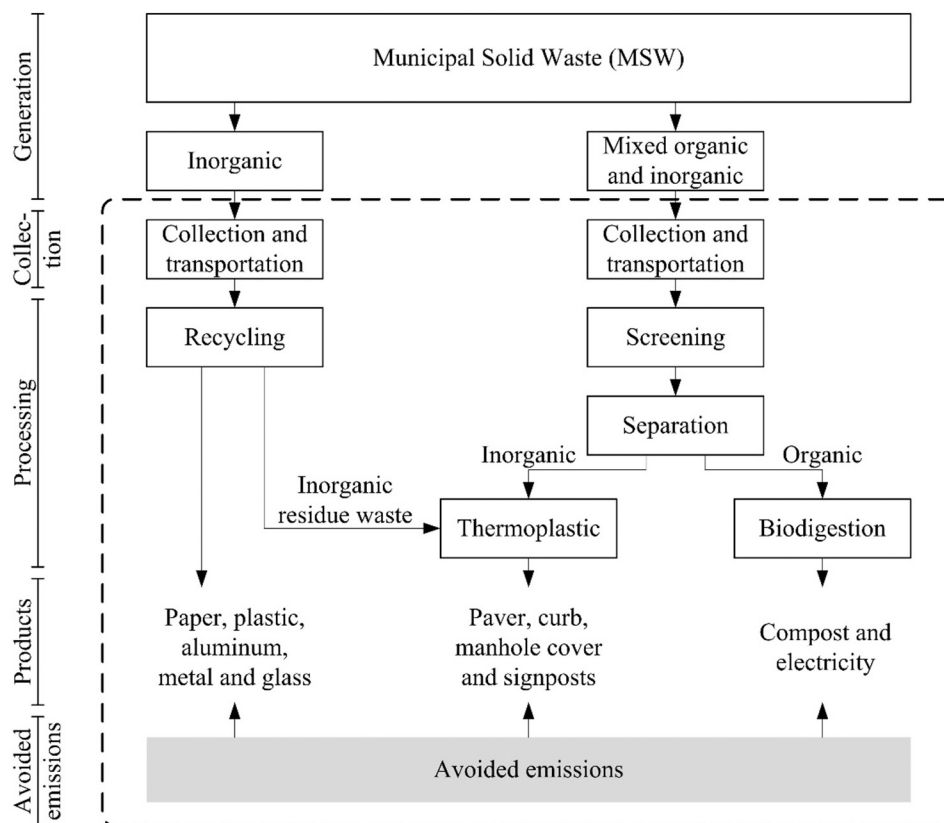 Generation
Municipal Solid Waste (MSW)
Inorganic
Mixed organic
and inorganic
Collec-
tion
Collection and
transportation
Collection and
transportation
Processing
Recycling
Screening
Separation
Inorganic
Organic
Inorganic
residue waste
Thermoplastic
Biodigestion
Products
Paper, plastic,
aluminum,
metal and glass
Paver, curb,
manhole cover
and signposts
Compost and
electricity
Avoided
emissions
Avoided emissions